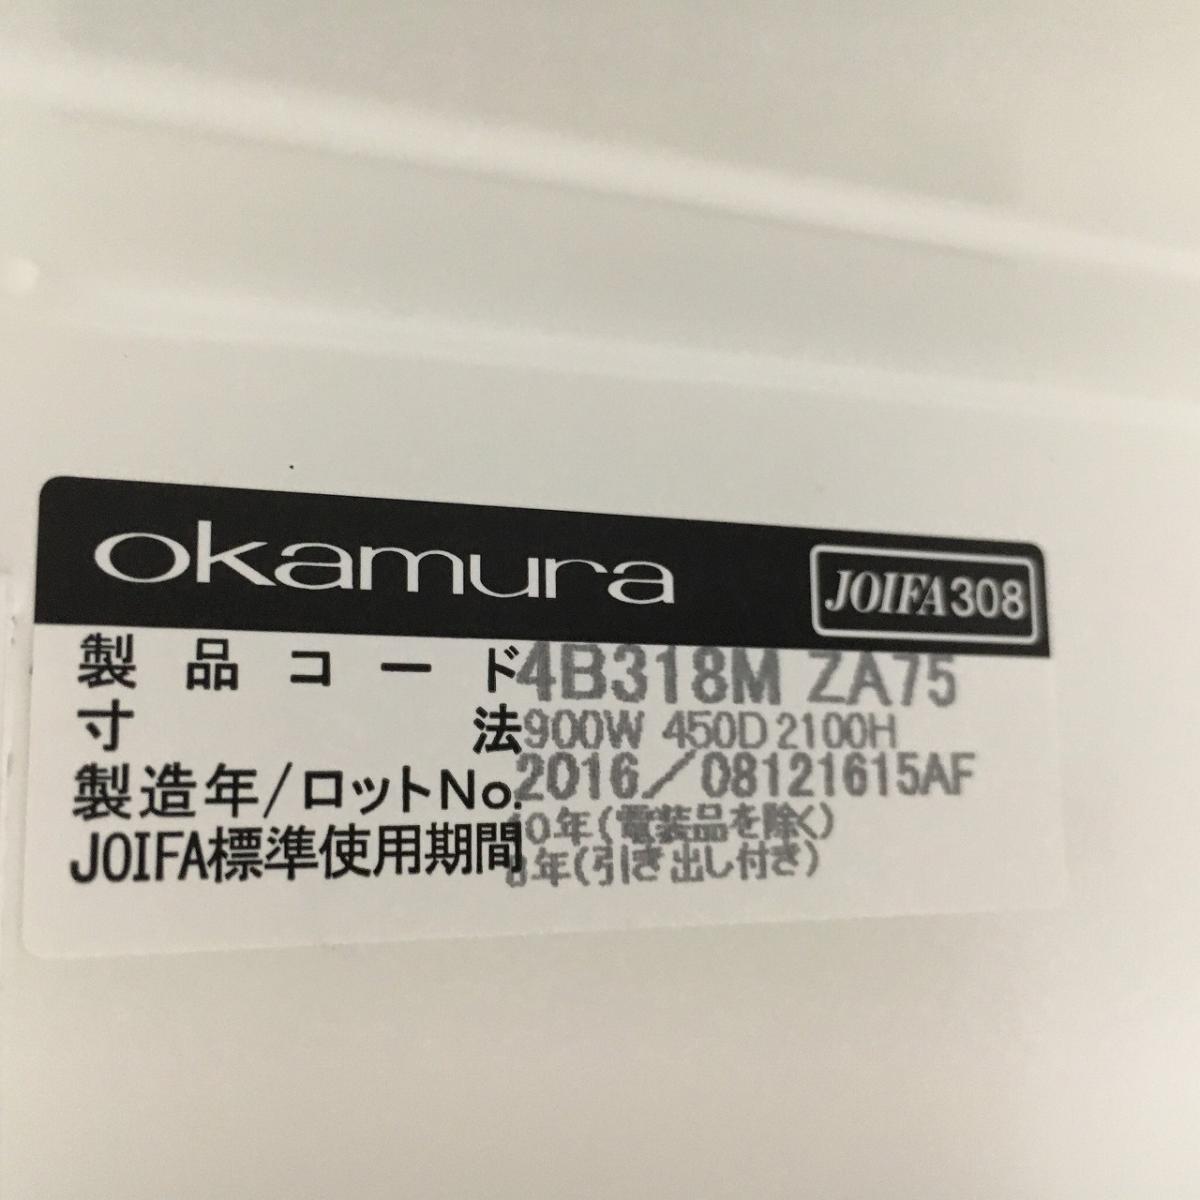 okamura JOIFA308
製品コード 4B318M ZA75
寸法 900W 450D 2100H
製造年/ロットNo. 2016/08121615AF
JOIFA標準使用期間 10年(電装品を除く)
8年(引き出し付き)